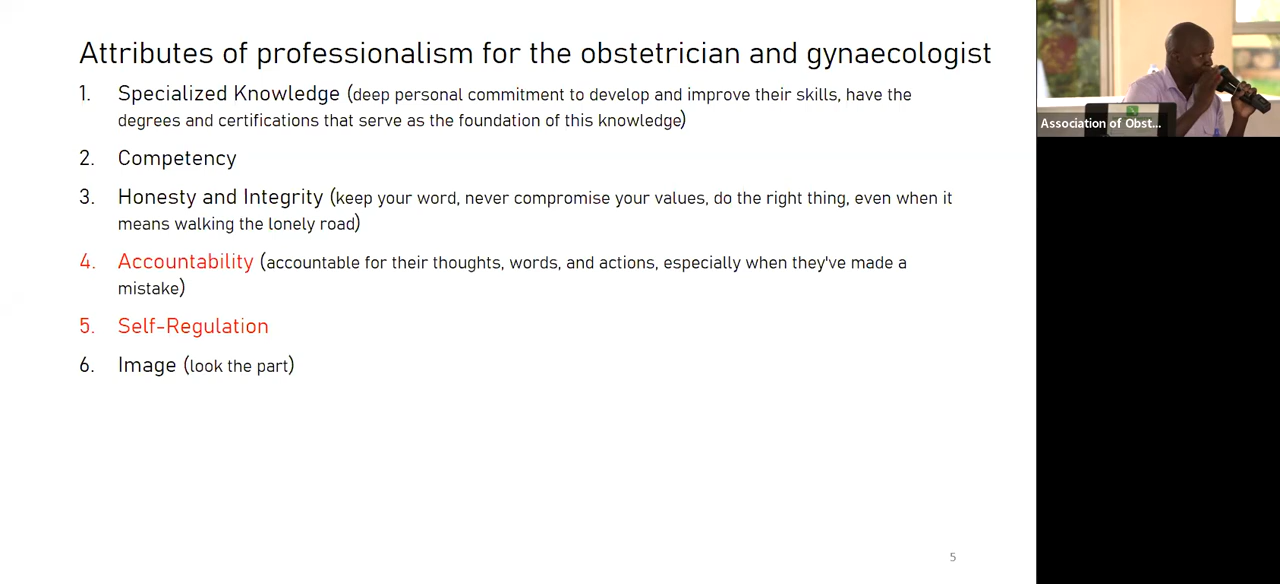 Attributes of professionalism for the obstetrician and gynaecologist
1. Specialized Knowledge (deep personal commitment to develop and improve their skills, have the
degrees and certifications that serve as the foundation of this knowledge)
2. Competency
3. Honesty and Integrity (keep your word, never compromise your values, do the right thing, even when it
means walking the lonely road)
4. Accountability (accountable for their thoughts, words, and actions, especially when they've made a
mistake)
5. Self-Regulation
6. Image (look the part)
5
Association of Obst...